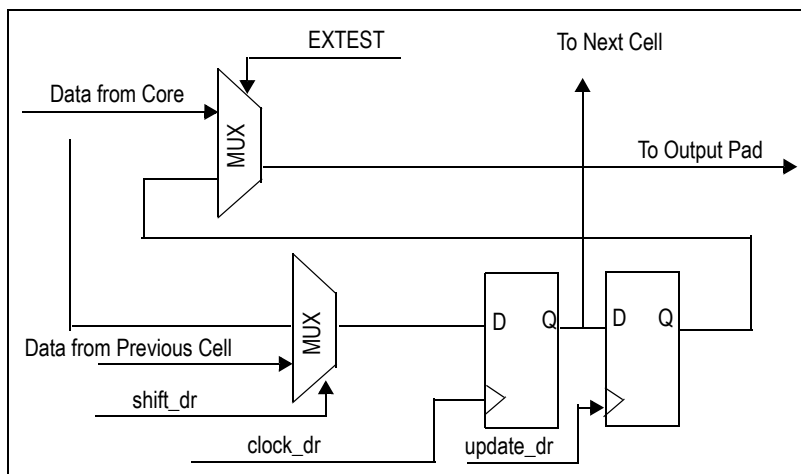 EXTEST
To Next Cell
Data from Core
MUX
To Output Pad
MUX
D Q
D Q
Data from Previous Cell
shift_dr
clock_dr
update_dr